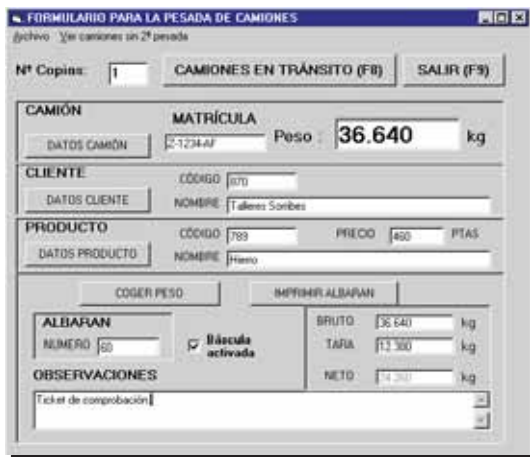 FORMULARIO PARA LA PESADA DE CAMIONES
Archivo Ver camiones sin 2ª pesada
Nº Copias: 1 CAMIONES EN TRÁNSITO (F8) SALIR (F9)
CAMIÓN
MATRÍCULA
DATOS CAMIÓN Z-1234-AF Peso : 36.640 kg
CLIENTE
CÓDIGO 870
DATOS CLIENTE NOMBRE Talleres Sombes
PRODUCTO
CÓDIGO 789 PRECIO 460 PTAS
DATOS PRODUCTO NOMBRE Hierro
COGER PESO IMPRIMIR ALBARAN
ALBARAN
NUMERO 60
Báscula activada
BRUTO 36.640 kg
TARA 12.380 kg
NETO kg
OBSERVACIONES
Ticket de comprobación